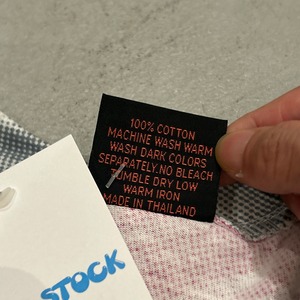 100% COTTON
MACHINE WASH WARM
WASH DARK COLORS
SEPARATELY.NO BLEACH
TUMBLE DRY LOW
WARM IRON
MADE IN THAILAND
STOCK